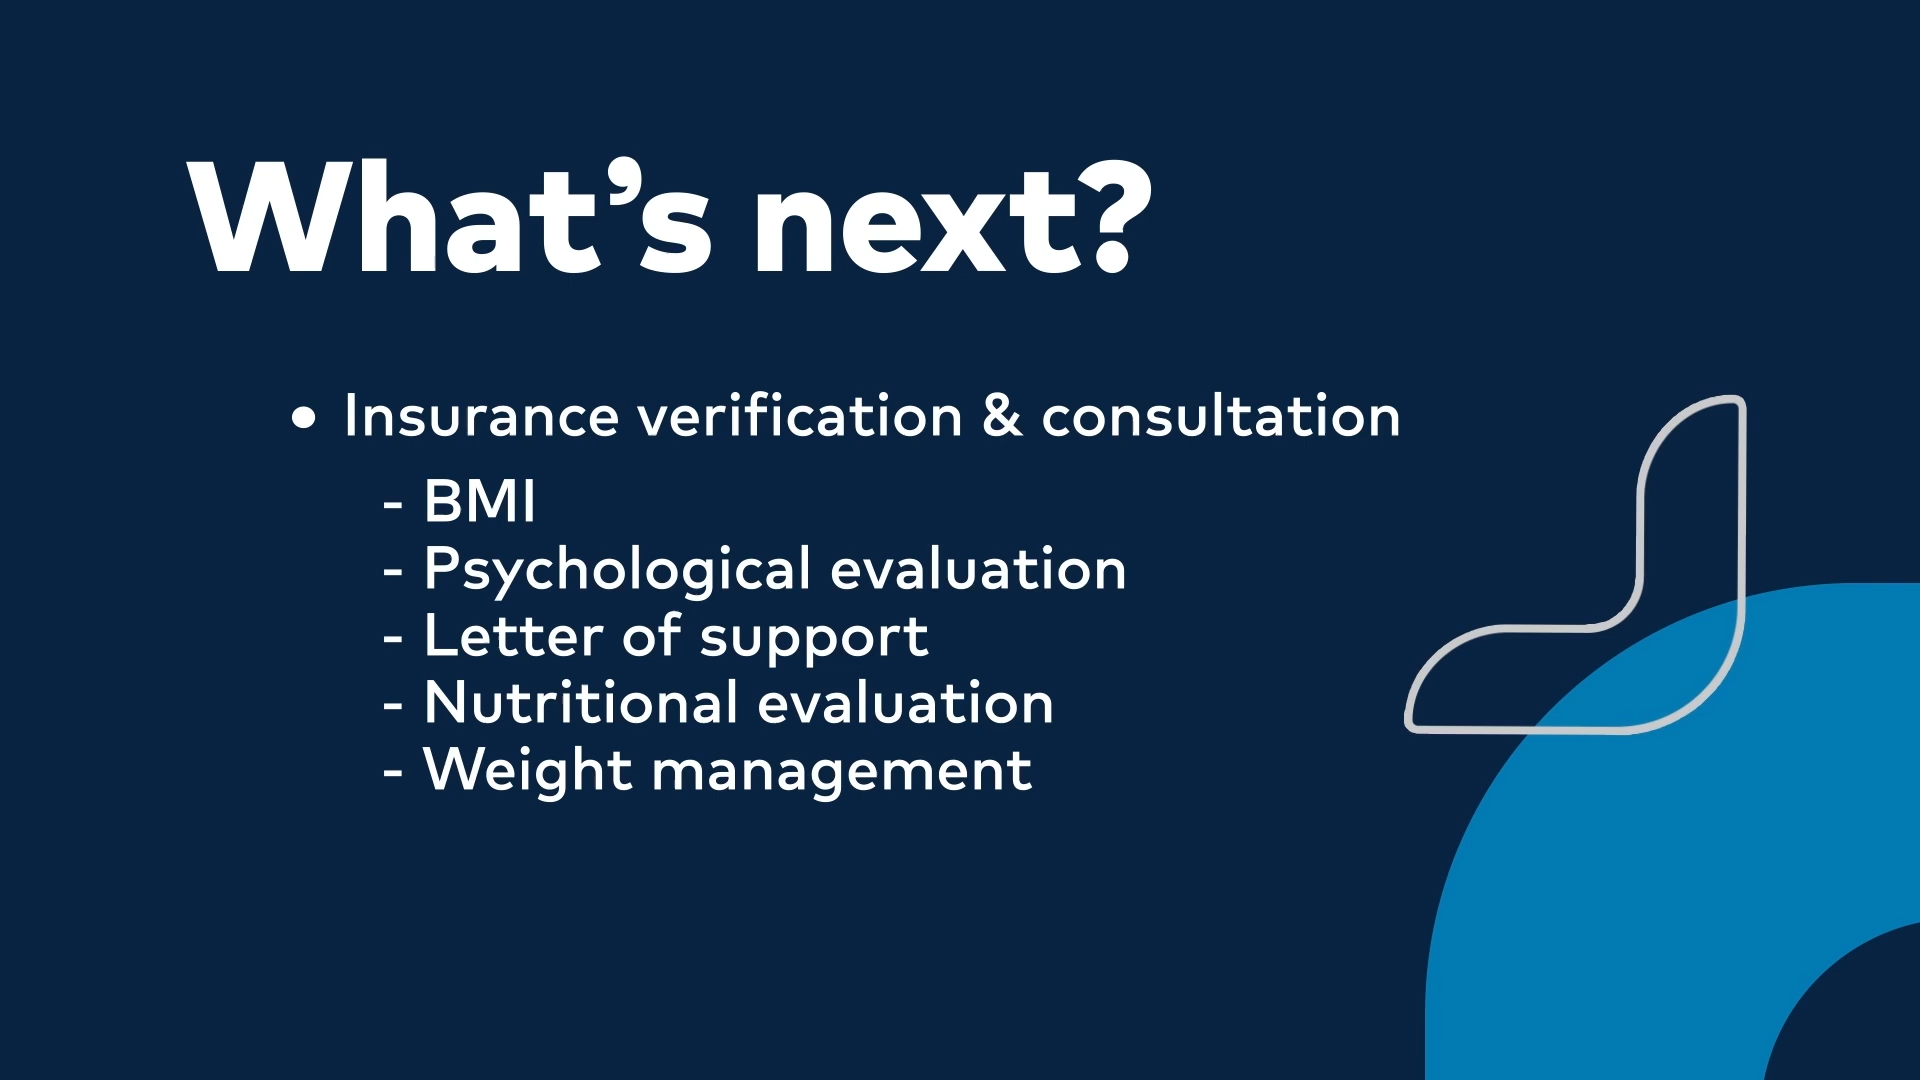 What’s next?
• Insurance verification & consultation
- BMI
- Psychological evaluation
- Letter of support
- Nutritional evaluation
- Weight management